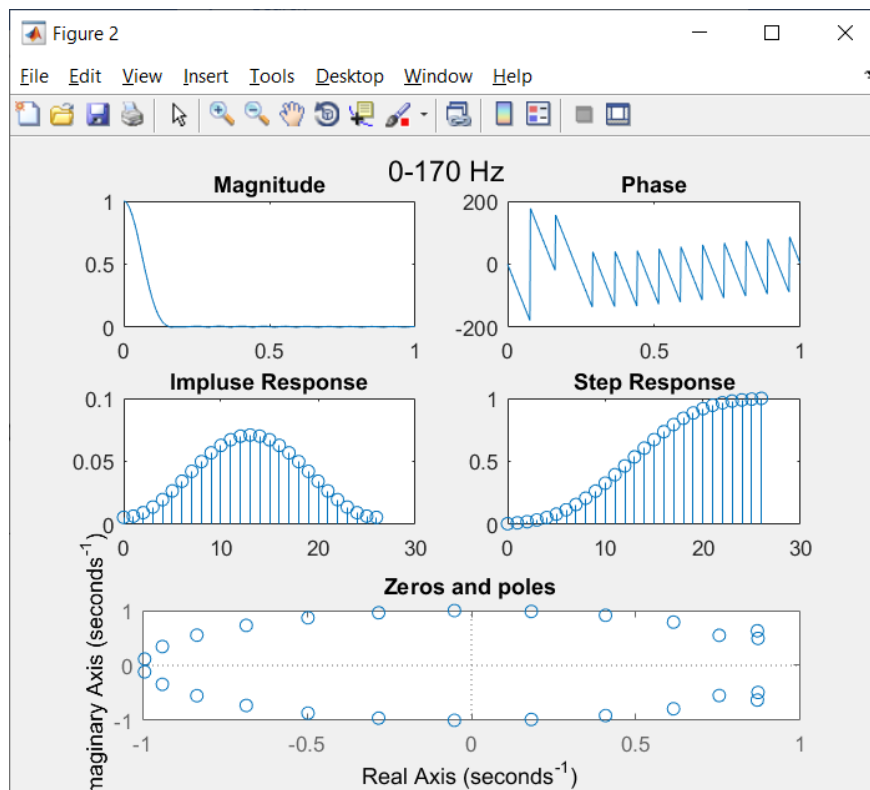 Figure 2
File Edit View Insert Tools Desktop Window Help
0-170 Hz
Magnitude
1
0.5
0
0 0.5 1
Phase
200
0
-200
0 0.5 1
Impluse Response
0.1
0.05
0
0 10 20 30
Step Response
1
0.5
0
0 10 20 30
Zeros and poles
maginary Axis (seconds-1)
1
0
-1
-1 -0.5 0 0.5 1
Real Axis (seconds-1)